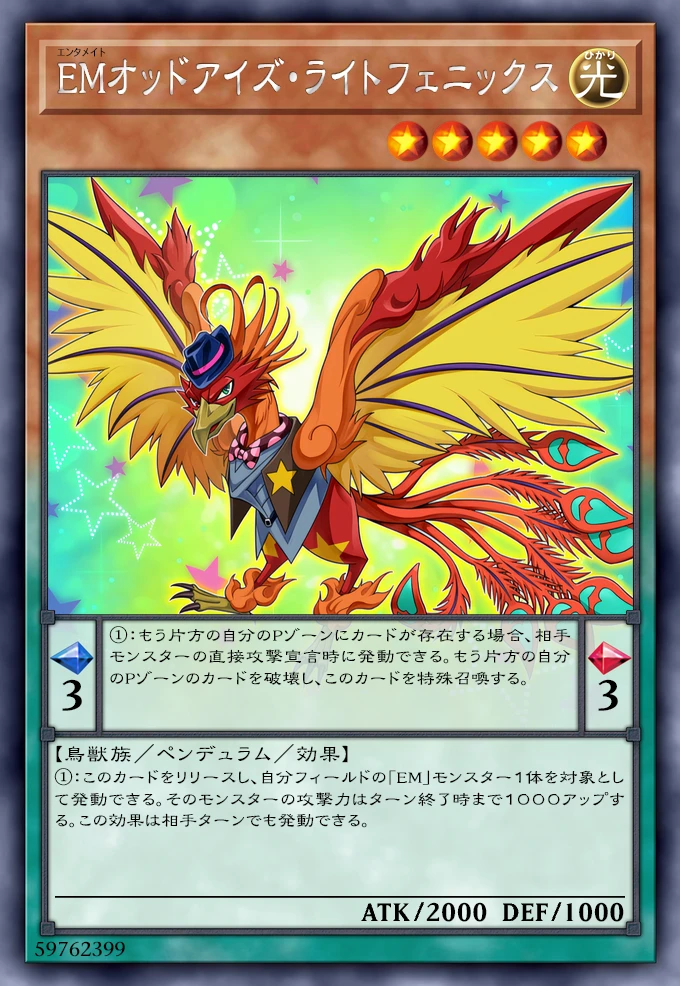 エンタメイト
EMオッドアイズ・ライトフェニックス
ひかり
光
①：もう片方の自分のPゾーンにカードが存在する場合、相手
モンスターの直接攻撃宣言時に発動できる。もう片方の自分
のPゾーンのカードを破壊し、このカードを特殊召喚する。
3
3
【鳥獣族／ペンデュラム／効果】
①：このカードをリリースし、自分フィールドの「EM」モンスター１体を対象とし
て発動できる。そのモンスターの攻撃力はターン終了時まで１０００アップす
る。この効果は相手ターンでも発動できる。
ATK/2000 DEF/1000
59762399